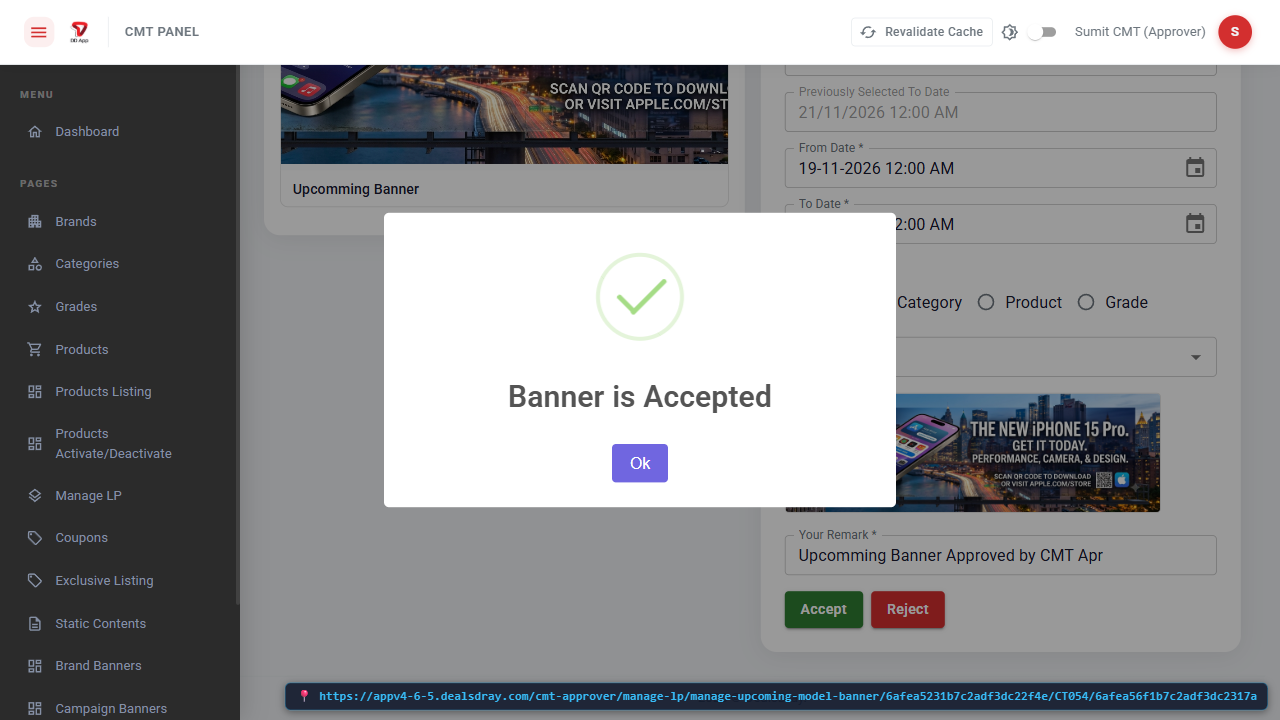 DD App
CMT PANEL
Revalidate Cache
Sumit CMT (Approver)
S
MENU
Dashboard
PAGES
Brands
Categories
Grades
Products
Products Listing
Products
Activate/Deactivate
Manage LP
Coupons
Exclusive Listing
Static Contents
Brand Banners
Campaign Banners
SCAN QR CODE TO DOWNL
OR VISIT APPLE.COM/ST
Upcomming Banner
Previously Selected To Date
21/11/2026 12:00 AM
From Date *
19-11-2026 12:00 AM
To Date *
2:00 AM
Category
Product
Grade
THE NEW iPHONE 15 Pro.
GET IT TODAY.
PERFORMANCE, CAMERA, & DESIGN.
SCAN QR CODE TO DOWNLOAD
OR VISIT APPLE.COM/STORE
Your Remark *
Upcomming Banner Approved by CMT Apr
Accept
Reject
Banner is Accepted
Ok
https://appv4-6-5.dealsdray.com/cmt-approver/manage-lp/manage-upcoming-model-banner/6afea5231b7c2adf3dc22f4e/CT054/6afea56f1b7c2adf3dc2317a